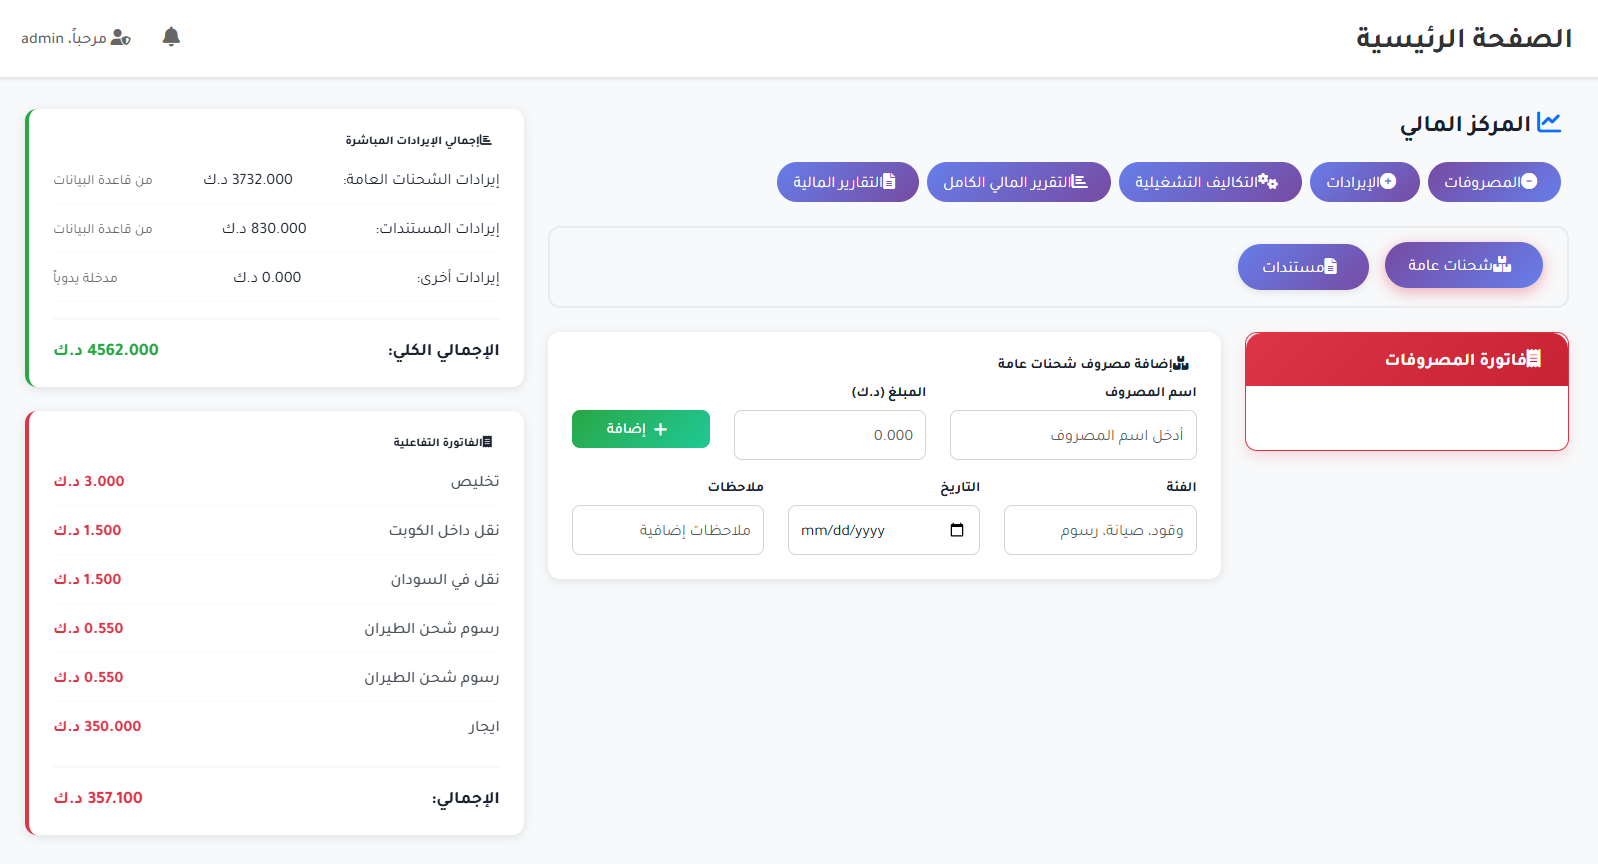 الصفحة الرئيسية
مرحباً، admin
المركز المالي
المصروفات
الإيرادات
التكاليف التشغيلية
التقرير المالي الكامل
التقارير المالية
شحنات عامة
مستندات
فاتورة المصروفات
إضافة مصروف شحنات عامة
اسم المصروف
المبلغ (د.ك)
أدخل اسم المصروف
0.000
إضافة
الفئة
التاريخ
ملاحظات
وقود، صيانة، رسوم
mm/dd/yyyy
ملاحظات إضافية
إجمالي الإيرادات المباشرة
إيرادات الشحنات العامة: 3732.000 د.ك من قاعدة البيانات
إيرادات المستندات: 830.000 د.ك من قاعدة البيانات
إيرادات أخرى: 0.000 د.ك مدخلة يدوياً
الإجمالي الكلي: 4562.000 د.ك
الفاتورة التفاعلية
تخليص 3.000 د.ك
نقل داخل الكويت 1.500 د.ك
نقل في السودان 1.500 د.ك
رسوم شحن الطيران 0.550 د.ك
رسوم شحن الطيران 0.550 د.ك
ايجار 350.000 د.ك
الإجمالي: 357.100 د.ك